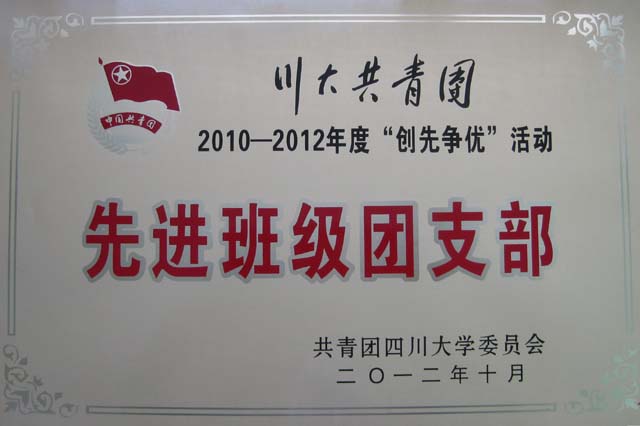 川大共青团
中国共青团
2010—2012年度“创先争优”活动
先进班级团支部
共青团四川大学委员会
二〇一二年十月